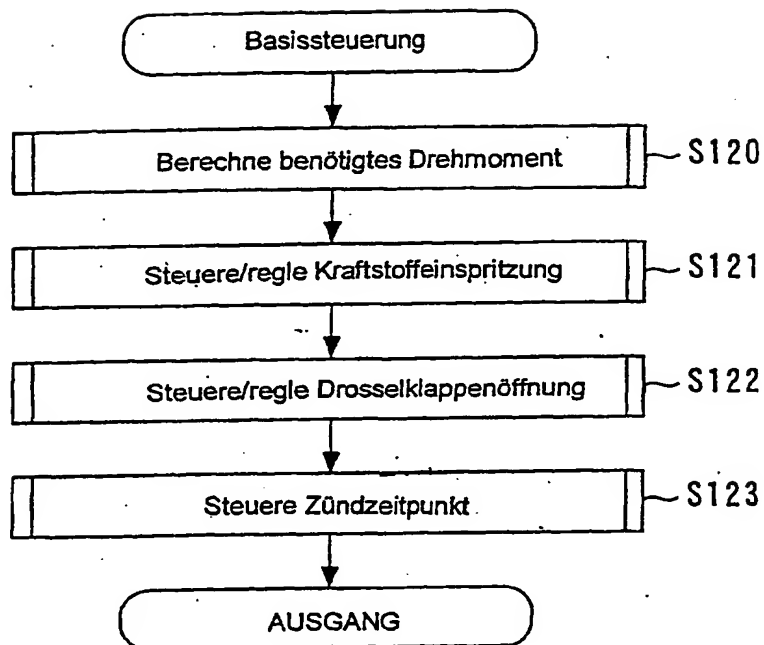 Basissteuerung
Berechne benötigtes Drehmoment S120
Steuere/regle Kraftstoffeinspritzung S121
Steuere/regle Drosselklappenöffnung S122
Steuere Zündzeitpunkt S123
AUSGANG